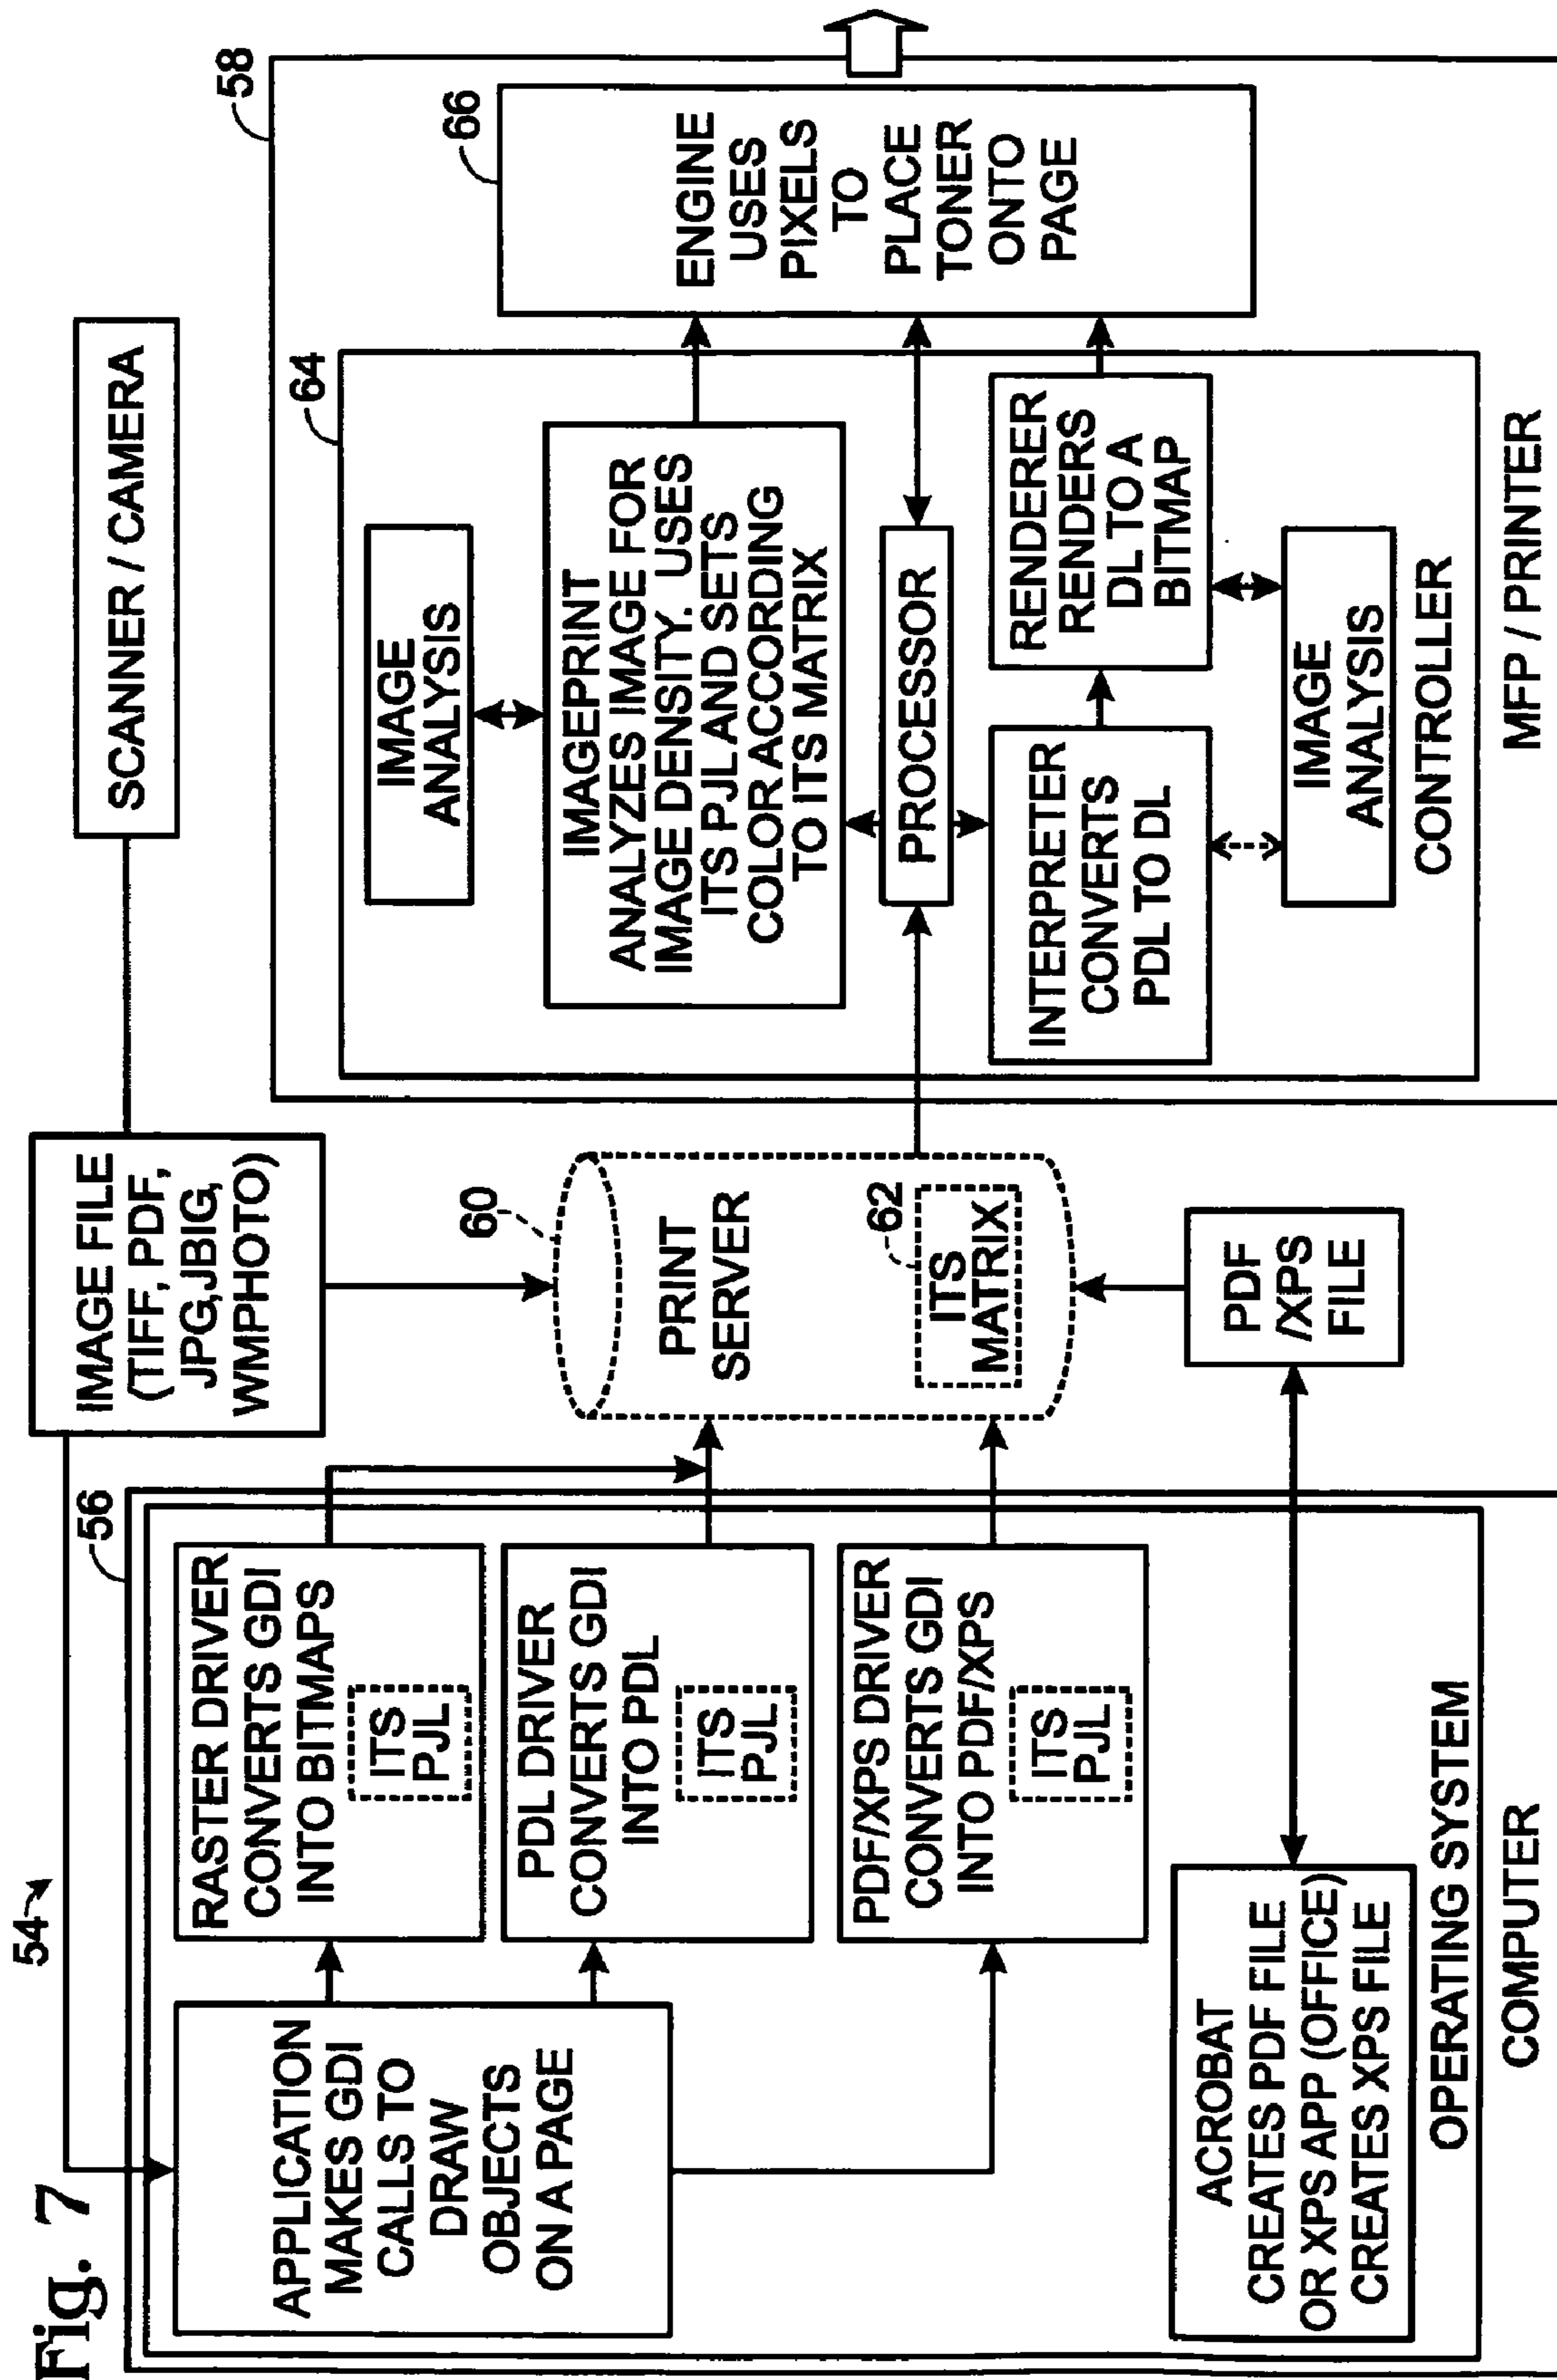 Fig. 7
54
56
APPLICATION
MAKES GDI
CALLS TO
DRAW
OBJECTS
ON A PAGE
RASTER DRIVER
CONVERTS GDI
INTO BITMAPS
ITS
PJL
PDL DRIVER
CONVERTS GDI
INTO PDL
ITS
PJL
PDF/XPS DRIVER
CONVERTS GDI
INTO PDF/XPS
ITS
PJL
ACROBAT
CREATES PDF FILE
OR XPS APP (OFFICE)
CREATES XPS FILE
OPERATING SYSTEM
COMPUTER
IMAGE FILE
(TIFF, PDF,
JPG,JBIG,
WMPHOTO)
60
PRINT
SERVER
62
ITS
MATRIX
PDF
/XPS
FILE
SCANNER / CAMERA
58
64
IMAGE
ANALYSIS
IMAGEPRINT
ANALYZES IMAGE FOR
IMAGE DENSITY. USES
ITS PJL AND SETS
COLOR ACCORDING
TO ITS MATRIX
PROCESSOR
INTERPRETER
CONVERTS
PDL TO DL
RENDERER
RENDERS
DL TO A
BITMAP
IMAGE
ANALYSIS
CONTROLLER
MFP / PRINTER
66
ENGINE
USES
PIXELS
TO
PLACE
TONER
ONTO
PAGE